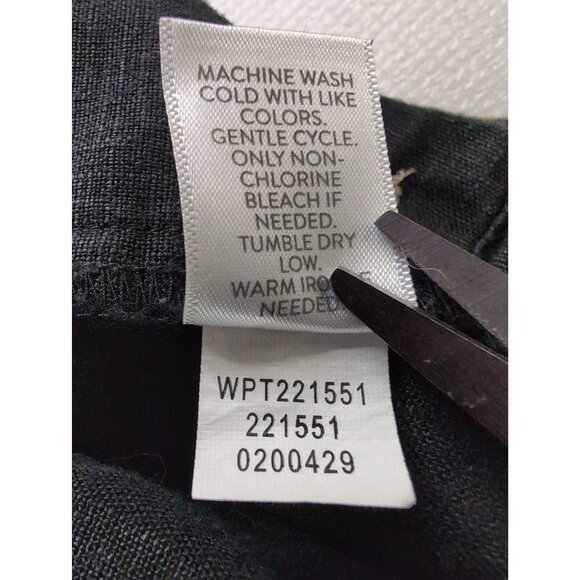 MACHINE WASH
COLD WITH LIKE
COLORS.
GENTLE CYCLE.
ONLY NON-
CHLORINE
BLEACH IF
NEEDED.
TUMBLE DRY
LOW.
WARM IRON
NEEDED
WPT221551
221551
0200429